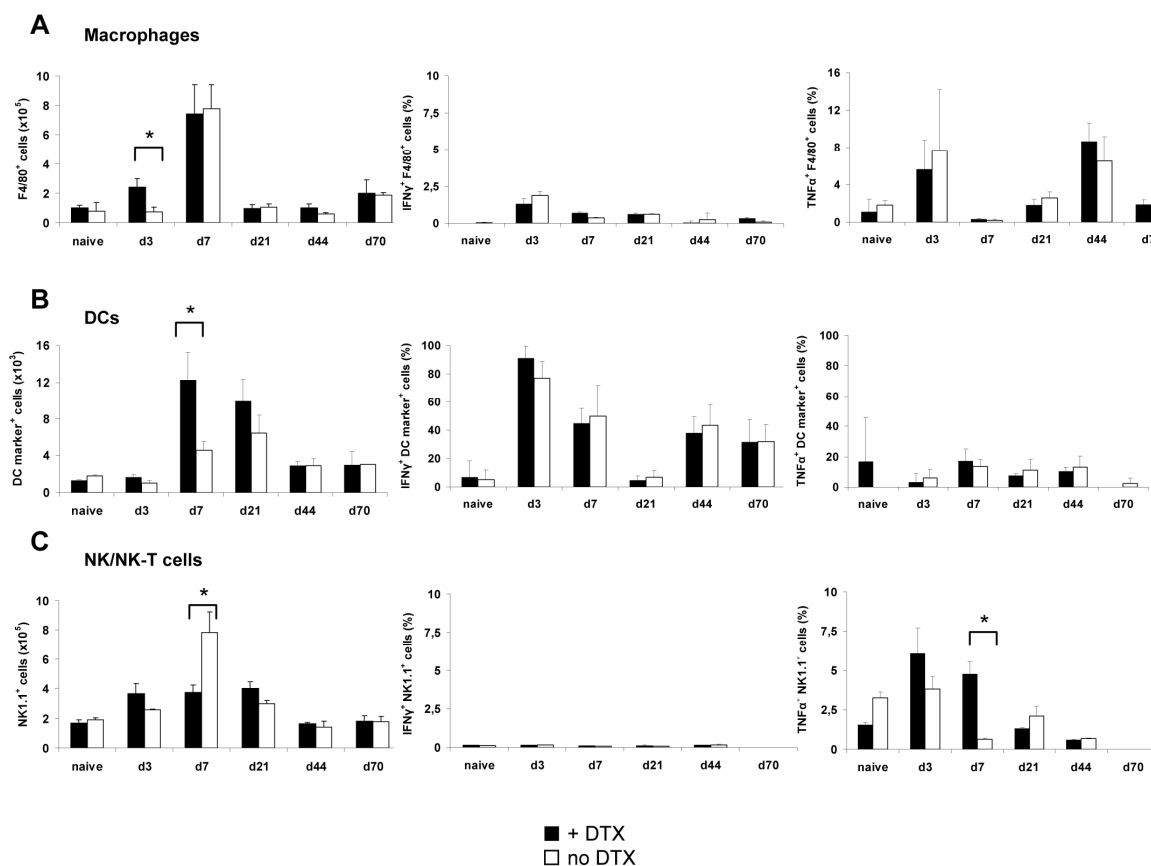 A
Macrophages
F4/80⁺ cells (x10⁵)
10
8
6
4
2
0
*
naive d3 d7 d21 d44 d70
IFNγ⁺ F4/80⁻ cells (%)
10
7,5
5
2,5
0
naive d3 d7 d21 d44 d70
TNFα⁺ F4/80⁺ cells (%)
16
12
8
4
0
naive d3 d7 d21 d44
B
DCs
DC marker⁺ cells (x10³)
16
12
8
4
0
*
naive d3 d7 d21 d44 d70
IFNγ⁺ DC marker⁺ cells (%)
100
80
60
40
20
0
naive d3 d7 d21 d44 d70
TNFα⁺ DC marker⁺ cells (%)
100
80
60
40
20
0
naive d3 d7 d21 d44 d70
C
NK/NK-T cells
NK1.1⁺ cells (x10⁵)
10
8
6
4
2
0
*
naive d3 d7 d21 d44 d70
IFNγ⁺ NK1.1⁺ cells (%)
10
7,5
5
2,5
0
naive d3 d7 d21 d44 d70
TNFα⁻ NK1.1⁻ cells (%)
10
7,5
5
2,5
0
*
naive d3 d7 d21 d44 d70
+ DTX
no DTX